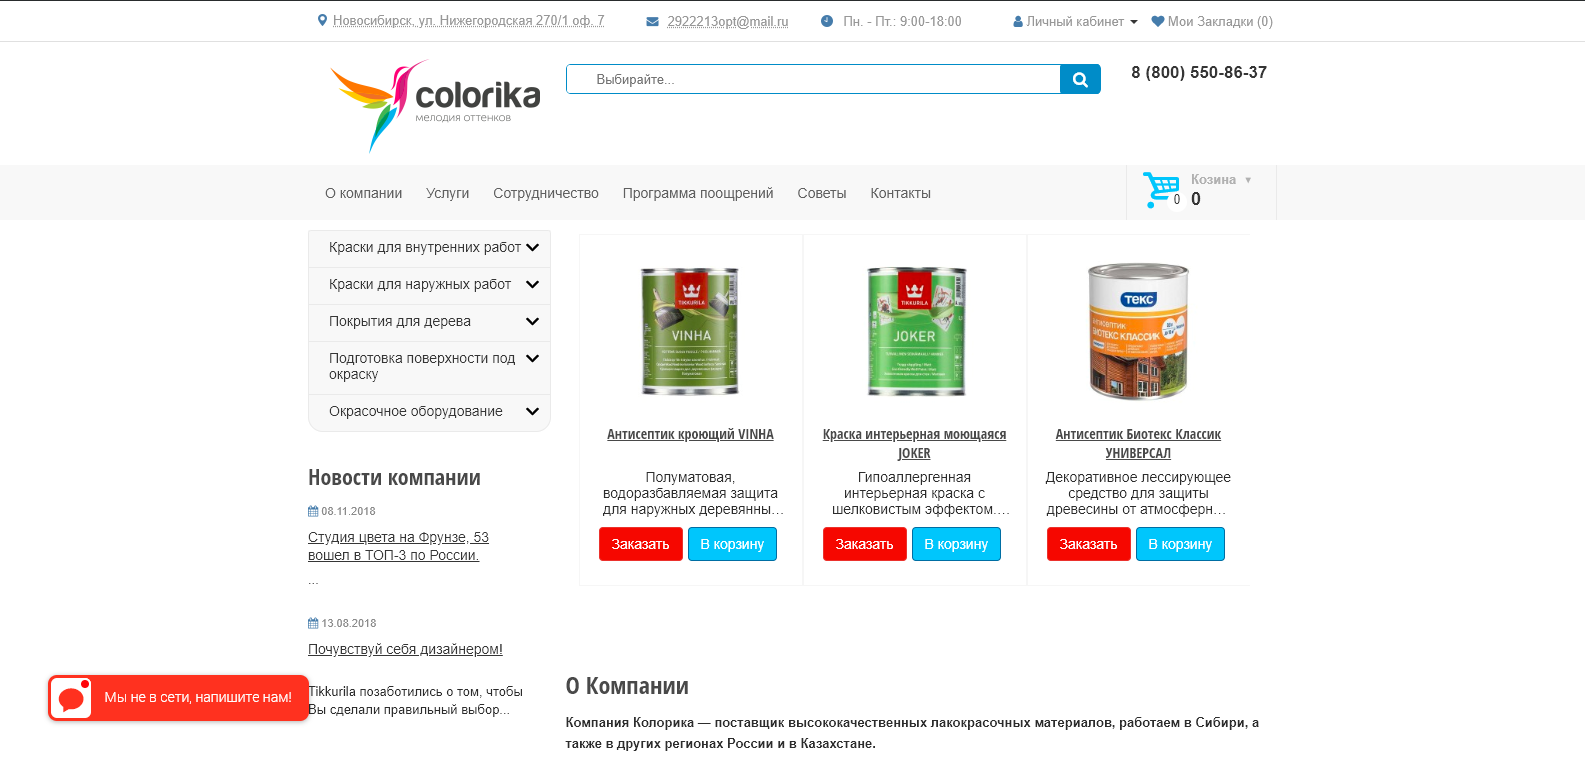 Новосибирск, ул. Нижегородская 270/1 оф. 7
2922213opt@mail.ru
Пн. - Пт.: 9:00-18:00
Личный кабинет
Мои Закладки (0)
colorika
мелодия оттенков
Выбирайте...
8 (800) 550-86-37
О компании
Услуги
Сотрудничество
Программа поощрений
Советы
Контакты
0
Козина
0
Краски для внутренних работ
Краски для наружных работ
Покрытия для дерева
Подготовка поверхности под
окраску
Окрасочное оборудование
TIKKURILA
VINHA
TIKKURILA
JOKER
ТЕКС
АНТИСЕПТИК
БИОТЕКС КЛАССИК
Антисептик кроющий VINHA
Полуматовая,
водоразбавляемая защита
для наружных деревянны...
Заказать
В корзину
Краска интерьерная моющаяся
JOKER
Гипоаллергенная
интерьерная краска с
шелковистым эффектом....
Заказать
В корзину
Антисептик Биотекс Классик
УНИВЕРСАЛ
Декоративное лессирующее
средство для защиты
древесины от атмосферн...
Заказать
В корзину
Новости компании
08.11.2018
Студия цвета на Фрунзе, 53
вошел в ТОП-3 по России.
...
13.08.2018
Почувствуй себя дизайнером!
Tikkurila позаботились о том, чтобы
Вы сделали правильный выбор...
Мы не в сети, напишите нам!
О Компании
Компания Колорика — поставщик высококачественных лакокрасочных материалов, работаем в Сибири, а
также в других регионах России и в Казахстане.